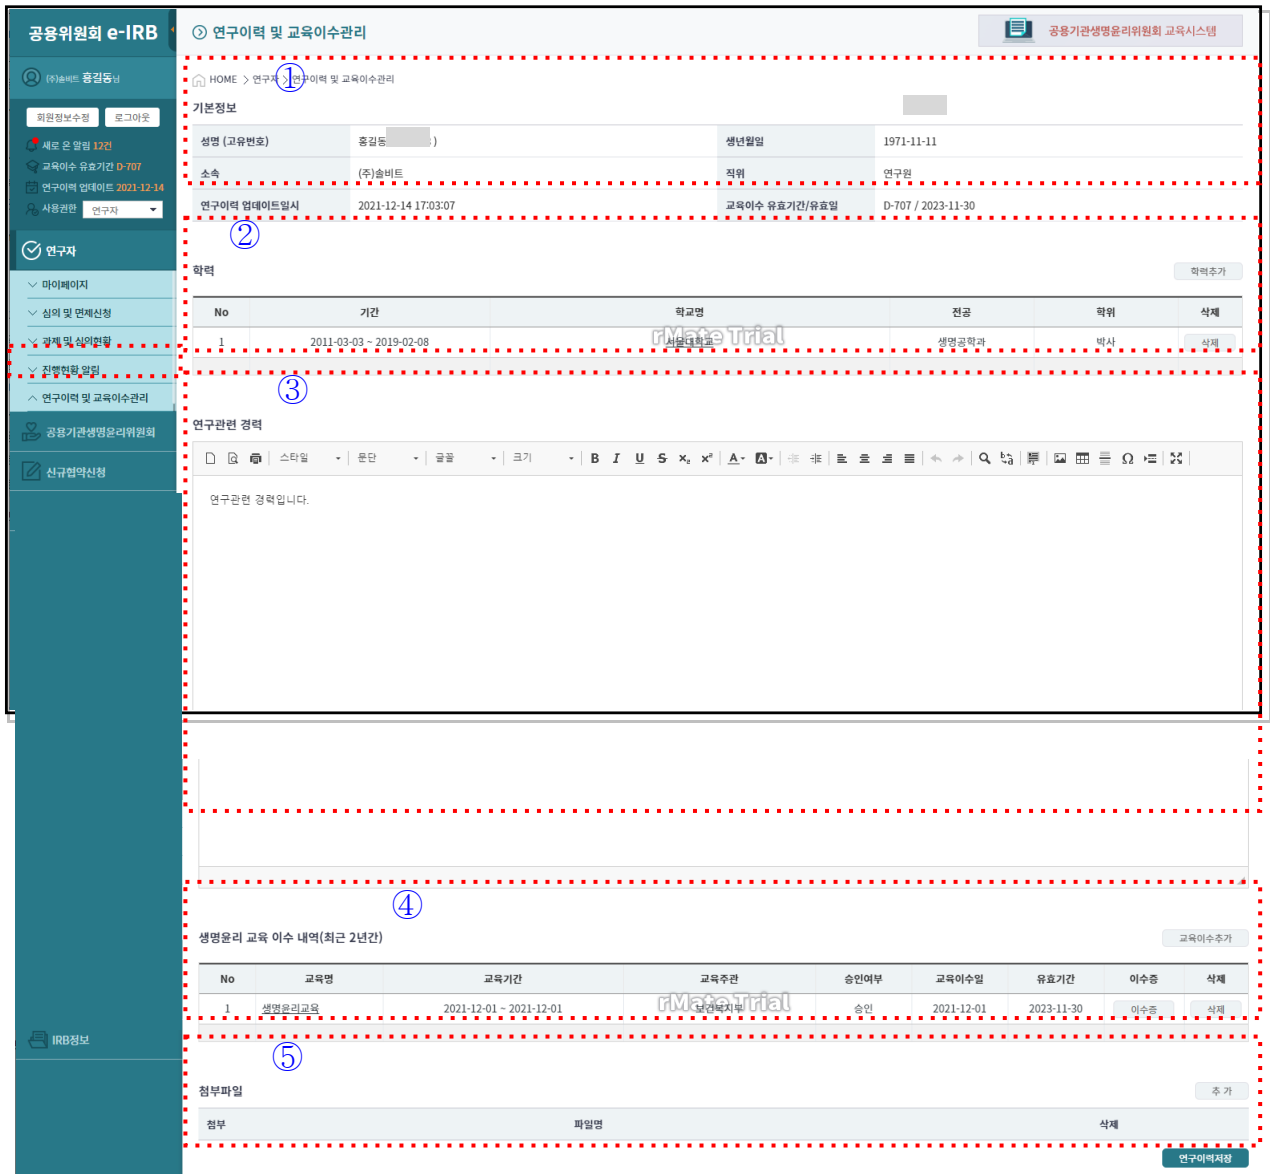 공용위원회 e-IRB
연구이력 및 교육이수관리
공용기관생명윤리위원회 교육시스템
(주)솔비트 홍길동님
회원정보수정 로그아웃
새로 온 알림 12건
교육이수 유효기간 D-707
연구이력 업데이트 2021-12-14
사용권한 연구자
연구자
마이페이지
심의 및 면제신청
과제 및 심의현황
진행현황 알림
연구이력 및 교육이수관리
공용기관생명윤리위원회
신규협약신청
IRB정보
①
HOME > 연구자 > 연구이력 및 교육이수관리
기본정보
성명 (고유번호) 홍길동 ) 생년월일 1971-11-11
소속 (주)솔비트 직위 연구원
연구이력 업데이트일시 2021-12-14 17:03:07 교육이수 유효기간/유효일 D-707 / 2023-11-30
②
학력 학력추가
No 기간 학교명 전공 학위 삭제
1 2011-03-03 ~ 2019-02-08 서울대학교 생명공학과 박사 삭제
rMate Trial
③
연구관련 경력
스타일 문단 글꼴 크기 B I U S x₂ x² A A Ω
연구관련 경력입니다.
④
생명윤리 교육 이수 내역(최근 2년간) 교육이수추가
No 교육명 교육기간 교육주관 승인여부 교육이수일 유효기간 이수증 삭제
1 생명윤리교육 2021-12-01 ~ 2021-12-01 보건복지부 승인 2021-12-01 2023-11-30 이수증 삭제
rMate Trial
⑤
첨부파일 추 가
첨부 파일명 삭제
연구이력저장